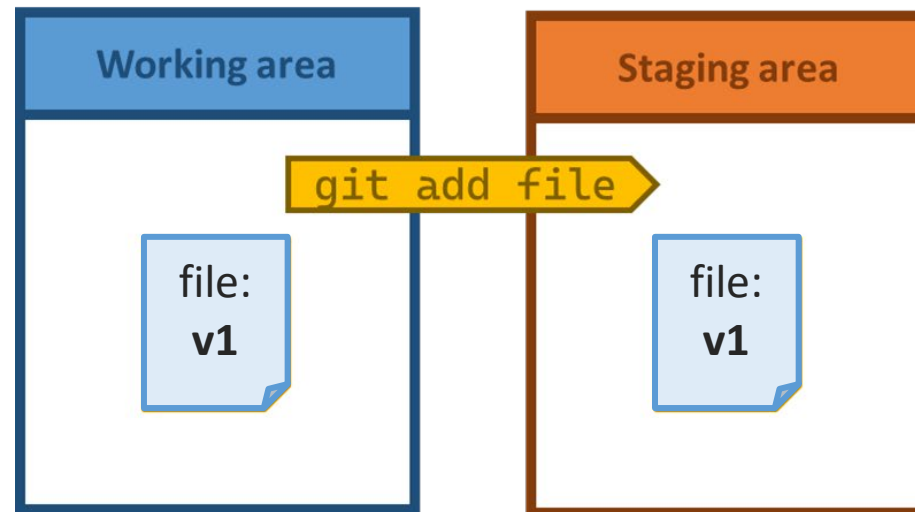 Working area
Staging area
git add file
file:
v1
file:
v1